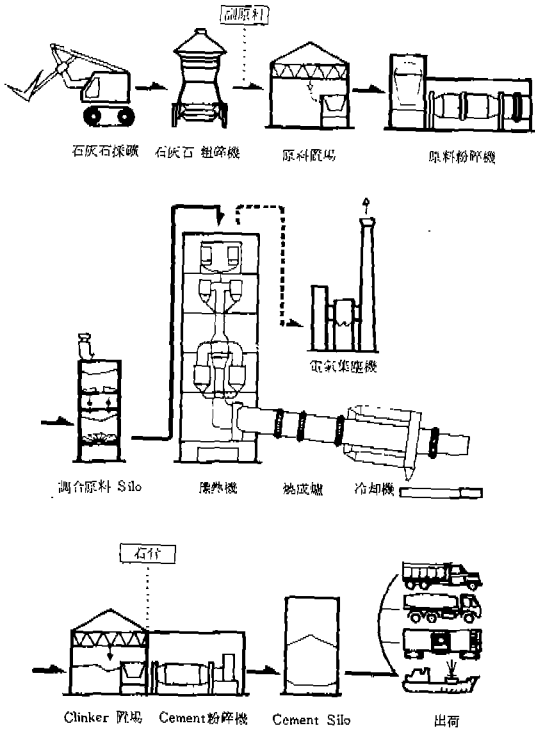 副原料
石灰石採礦
石灰石 粗碎機
原料置場
原料粉碎機
電氣集塵機
調合原料 Silo
預熱機
燒成爐
冷却機
石膏
Clinker 置場
Cement粉碎機
Cement Silo
出荷